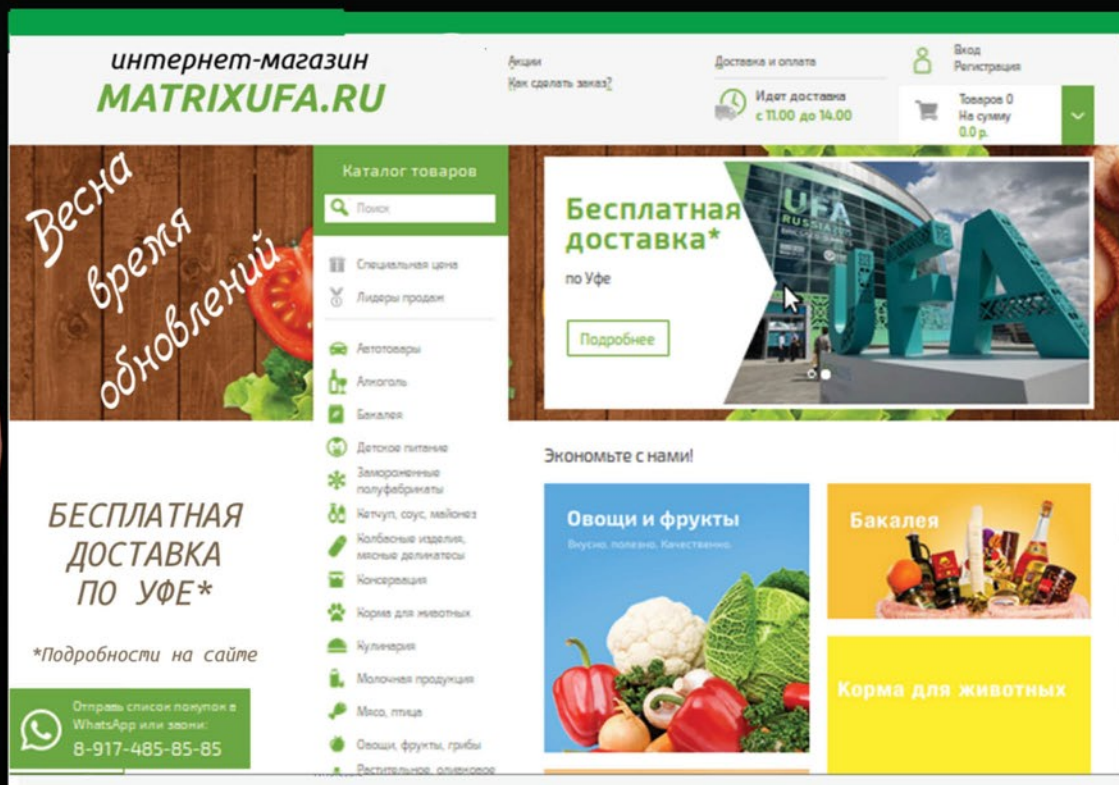 интернет-магазин
MATRIXUFA.RU
Акции
Как сделать заказ?
Доставка и оплата
Идет доставка
с 11.00 до 14.00
Вход
Регистрация
Товаров 0
На сумму
0.0 р.
Весна
время
обновлений
Каталог товаров
Поиск
Специальная цена
Лидеры продаж
Автотовары
Алкоголь
Бакалея
Детское питание
Замороженные
полуфабрикаты
Кетчуп, соус, майонез
Колбасные изделия,
мясные деликатесы
Консервация
Корма для животных
Кулинария
Молочная продукция
Мясо, птица
Овощи, фрукты, грибы
Растительное, оливковое
Бесплатная
доставка*
по Уфе
Подробнее
UFA
RUSSIA
UFA
БЕСПЛАТНАЯ
ДОСТАВКА
ПО УФЕ*
*Подробности на сайте
Отправь список покупок в
WhatsApp или звони:
8-917-485-85-85
Экономьте с нами!
Овощи и фрукты
Вкусно. полезно. Качественно.
Бакалея
Корма для животных